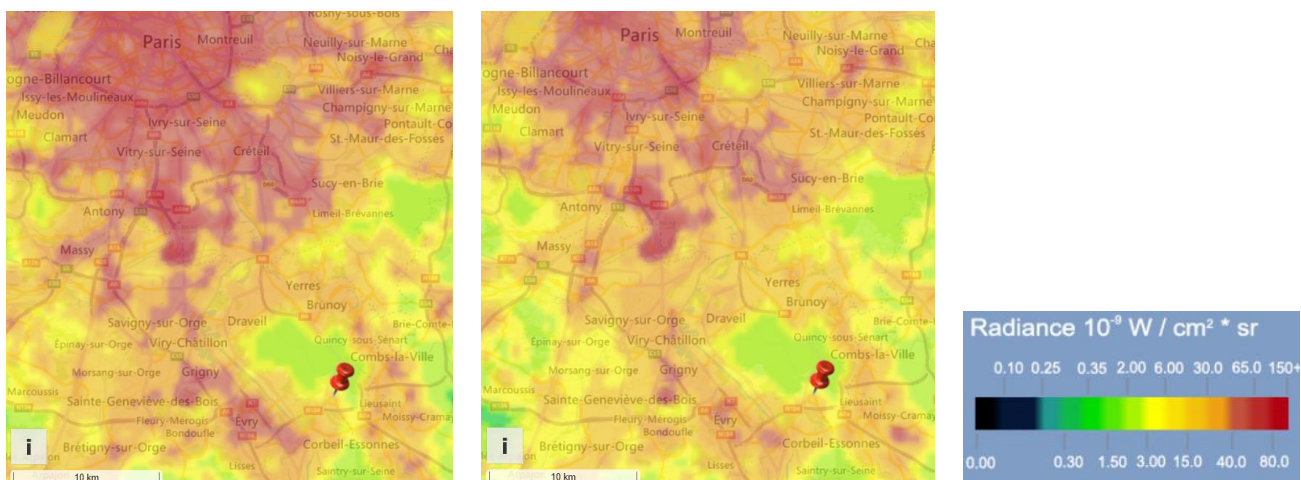 Rosny-sous-Bois
Paris
Montreuil
Neuilly-sur-Marne
Noisy-le-Grand
ogne-Billancourt
Issy-les-Moulineaux
Villiers-sur-Marne
Meudon
Champigny-sur-Marne
Ivry-sur-Seine
Pontault-Co
Clamart
St.-Maur-des-Fossés
Vitry-sur-Seine
Créteil
Sucy-en-Brie
Antony
Limeil-Brévannes
Massy
Yerres
Brunoy
Savigny-sur-Orge
Draveil
Brie-Comte-
Épinay-sur-Orge
Viry-Châtillon
Quincy-sous-Sénart
Combs-la-Ville
Morsang-sur-Orge
Grigny
Marcoussis
Sainte-Geneviève-des-Bois
Lieusaint
Moissy-Cramay
Fleury-Mérogis
Évry
Bondoufle
Brétigny-sur-Orge
Corbeil-Essonnes
Lisses
Saintry-sur-Seine
i
10 km
Paris
Montreuil
Neuilly-sur-Marne
Noisy-le-Grand
ogne-Billancourt
Issy-les-Moulineaux
Villiers-sur-Marne
Meudon
Champigny-sur-Marne
Ivry-sur-Seine
Pontault-Co
Clamart
St.-Maur-des-Fossés
Vitry-sur-Seine
Créteil
Sucy-en-Brie
Antony
Limeil-Brévannes
Massy
Yerres
Brunoy
Savigny-sur-Orge
Draveil
Brie-Comte-
Épinay-sur-Orge
Viry-Châtillon
Quincy-sous-Sénart
Combs-la-Ville
Morsang-sur-Orge
Grigny
Marcoussis
Sainte-Geneviève-des-Bois
Lieusaint
Moissy-Cramay
Fleury-Mérogis
Évry
Bondoufle
Brétigny-sur-Orge
Corbeil-Essonnes
Lisses
Saintry-sur-Seine
i
10 km
Radiance 10⁻⁹ W / cm² * sr
0.10 0.25 0.35 2.00 6.00 30.0 65.0 150+
0.00 0.30 1.50 3.00 15.0 40.0 80.0